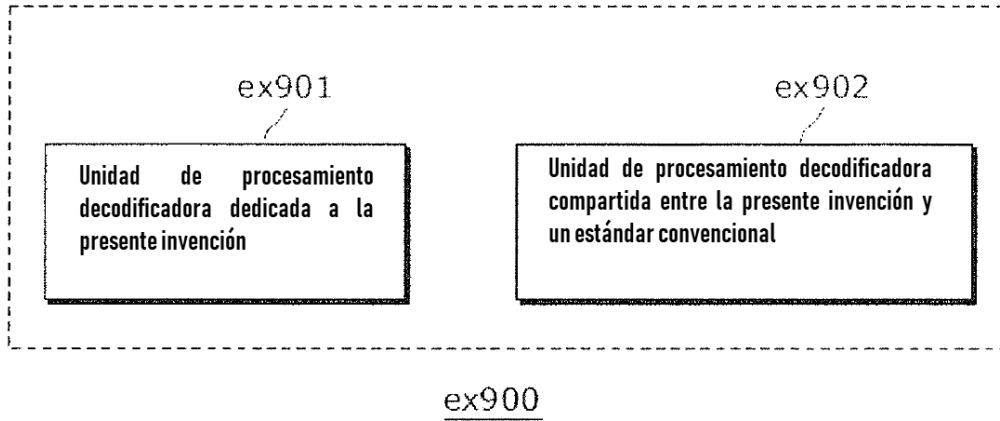 ex901
ex902
Unidad de procesamiento
decodificadora dedicada a la
presente invención
Unidad de procesamiento decodificadora
compartida entre la presente invención y
un estándar convencional
ex900